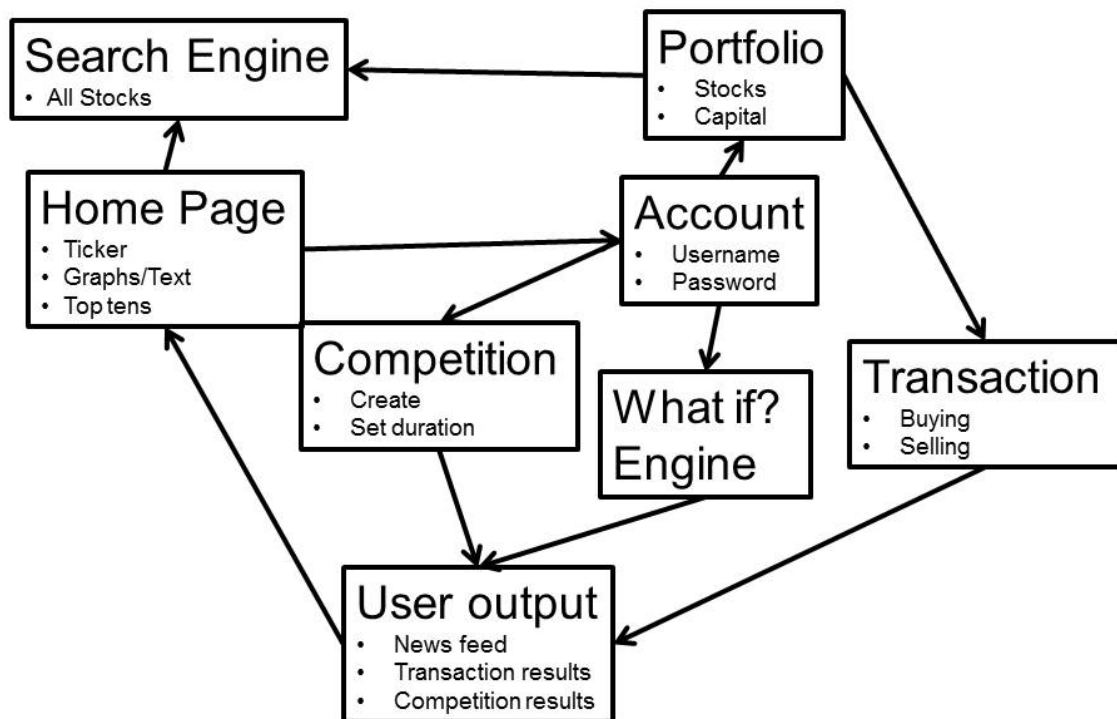 Search Engine
• All Stocks
Portfolio
• Stocks
• Capital
Home Page
• Ticker
• Graphs/Text
• Top tens
Account
• Username
• Password
Competition
• Create
• Set duration
What if?
Engine
Transaction
• Buying
• Selling
User output
• News feed
• Transaction results
• Competition results